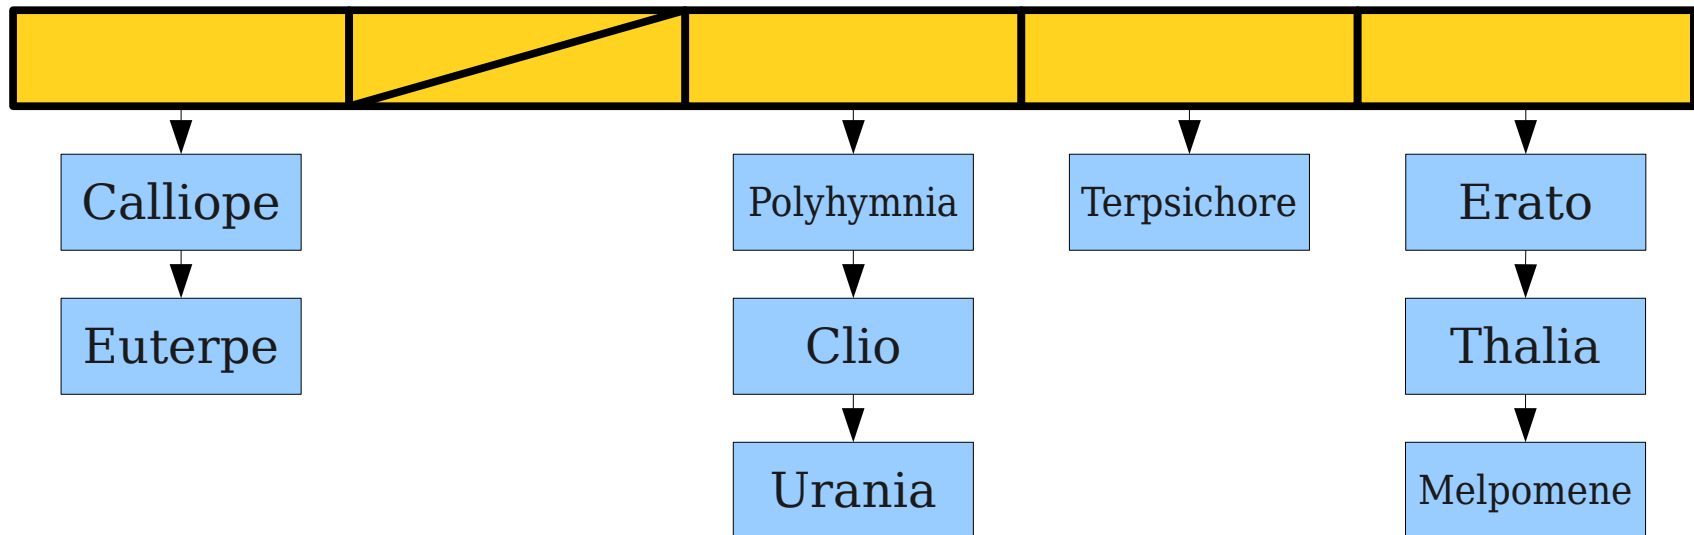 Calliope
Polyhymnia
Terpsichore
Erato
Euterpe
Clio
Thalia
Urania
Melpomene